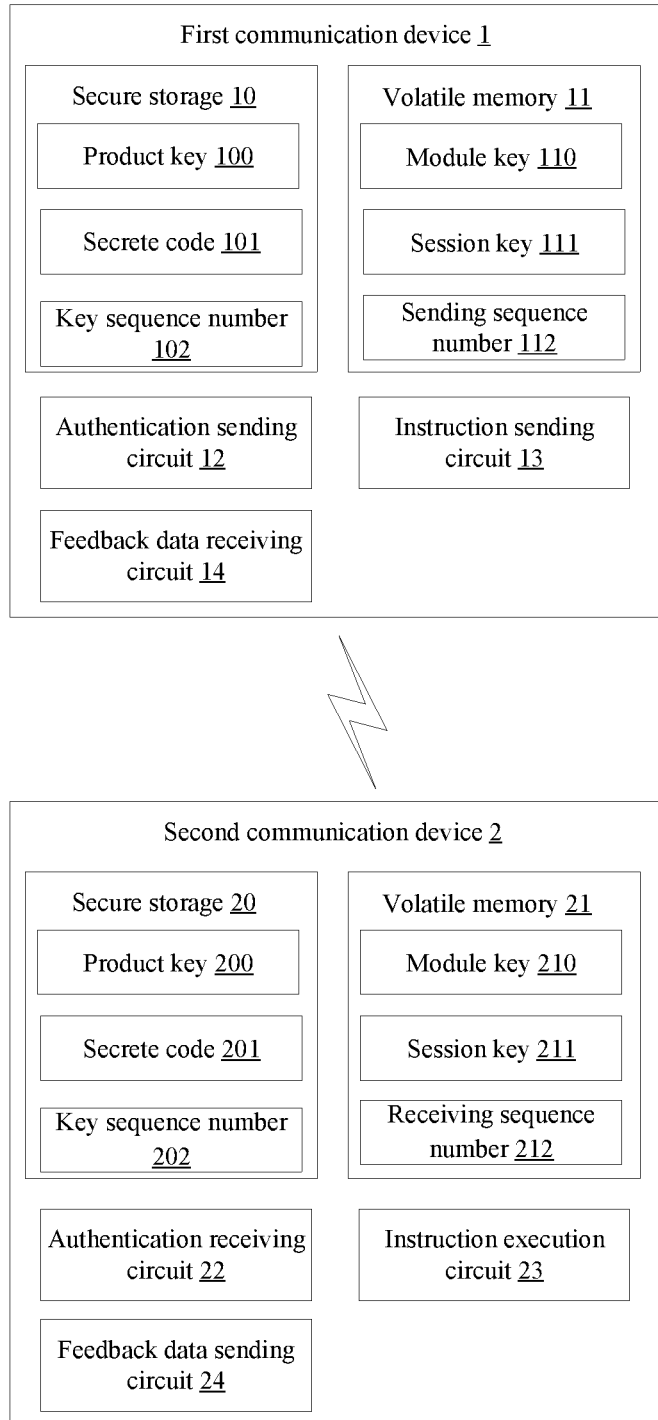 First communication device 1
Secure storage 10
Product key 100
Secrete code 101
Key sequence number
102
Volatile memory 11
Module key 110
Session key 111
Sending sequence
number 112
Authentication sending
circuit 12
Instruction sending
circuit 13
Feedback data receiving
circuit 14
Second communication device 2
Secure storage 20
Product key 200
Secrete code 201
Key sequence number
202
Volatile memory 21
Module key 210
Session key 211
Receiving sequence
number 212
Authentication receiving
circuit 22
Instruction execution
circuit 23
Feedback data sending
circuit 24